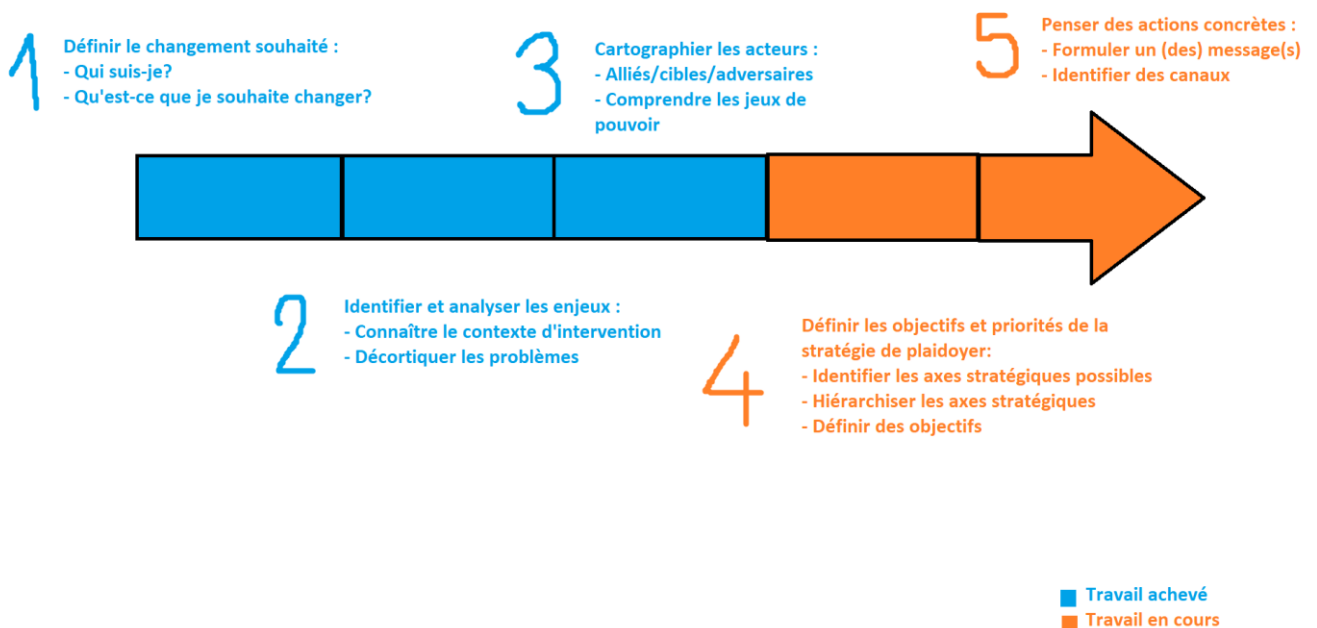 1
Définir le changement souhaité :
- Qui suis-je?
- Qu'est-ce que je souhaite changer?
3
Cartographier les acteurs :
- Alliés/cibles/adversaires
- Comprendre les jeux de
pouvoir
5
Penser des actions concrètes :
- Formuler un (des) message(s)
- Identifier des canaux
2
Identifier et analyser les enjeux :
- Connaître le contexte d'intervention
- Décortiquer les problèmes
4
Définir les objectifs et priorités de la
stratégie de plaidoyer:
- Identifier les axes stratégiques possibles
- Hiérarchiser les axes stratégiques
- Définir des objectifs
Travail achevé
Travail en cours